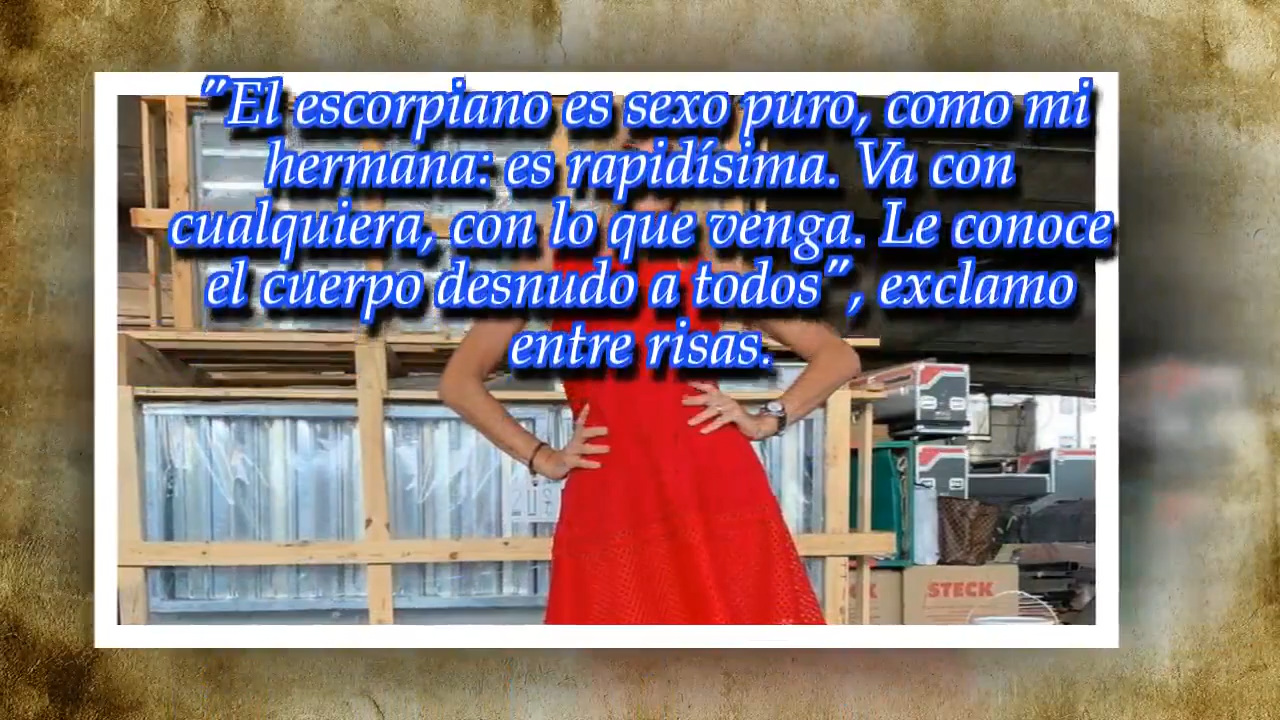 "El escorpiano es sexo puro, como mi
hermana: es rapidísima. Va con
cualquiera, con lo que venga. Le conoce
el cuerpo desnudo a todos", exclamo
entre risas.
STECK